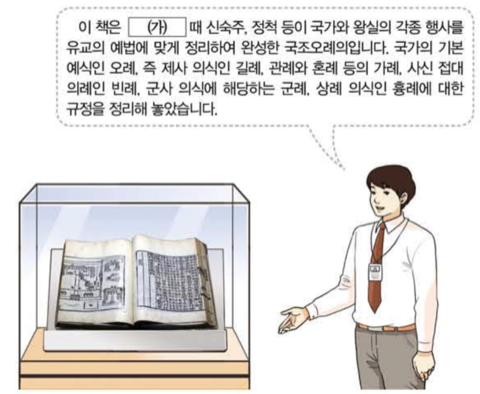 이 책은 (가) 때 신숙주, 정척 등이 국가와 왕실의 각종 행사를
유교의 예법에 맞게 정리하여 완성한 국조오례의입니다. 국가의 기본
예식인 오례, 즉 제사 의식인 길례, 관례와 혼례 등의 가례, 사신 접대
의례인 빈례, 군사 의식에 해당하는 군례, 상례 의식인 흉례에 대한
규정을 정리해 놓았습니다.